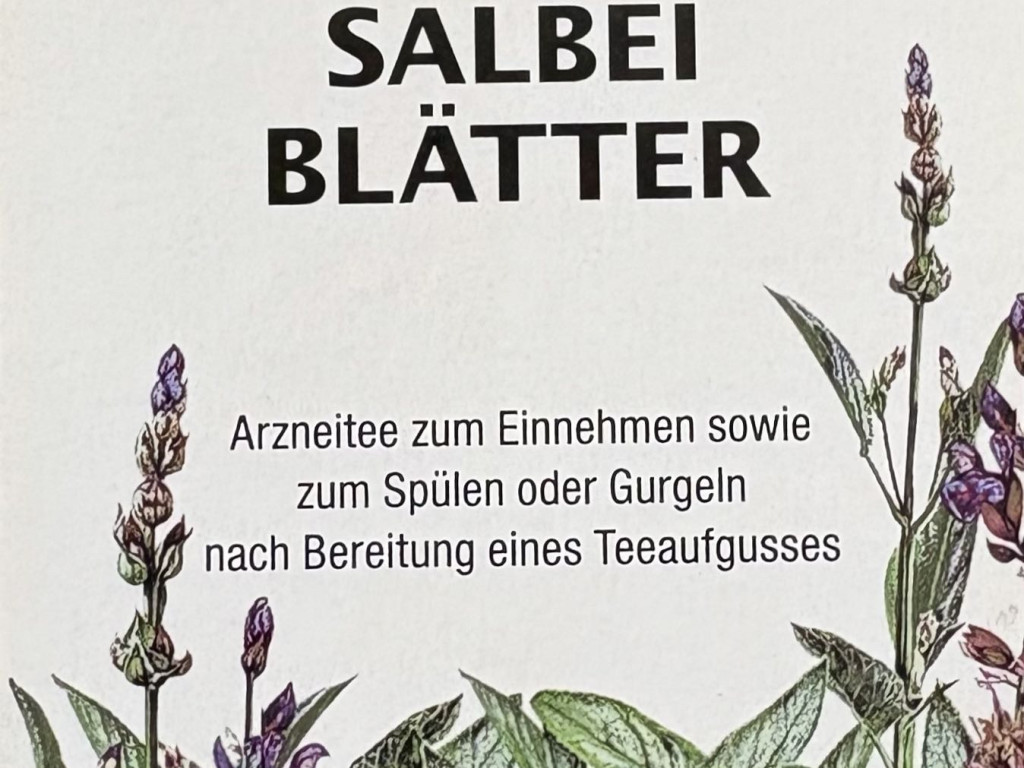 SALBEI
BLÄTTER
Arzneitee zum Einnehmen sowie
zum Spülen oder Gurgeln
nach Bereitung eines Teeaufgusses